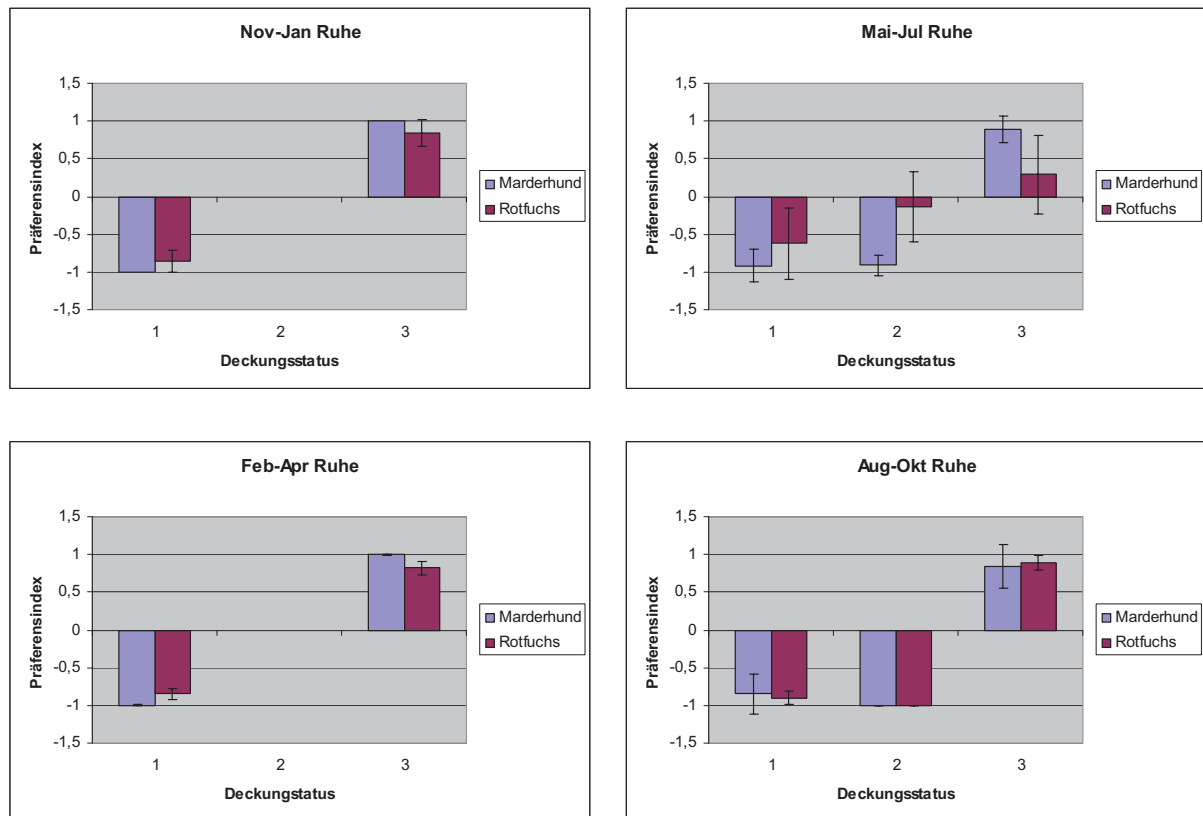 Nov-Jan Ruhe
1,5
1
0,5
0
-0,5
-1
-1,5
Präferensindex
1 2 3
Deckungsstatus
Marderhund
Rotfuchs
Mai-Jul Ruhe
1,5
1
0,5
0
-0,5
-1
-1,5
Präferensindex
1 2 3
Deckungsstatus
Marderhund
Rotfuchs
Feb-Apr Ruhe
1,5
1
0,5
0
-0,5
-1
-1,5
Präferensindex
1 2 3
Deckungsstatus
Marderhund
Rotfuchs
Aug-Okt Ruhe
1,5
1
0,5
0
-0,5
-1
-1,5
Präferensindex
1 2 3
Deckungsstatus
Marderhund
Rotfuchs